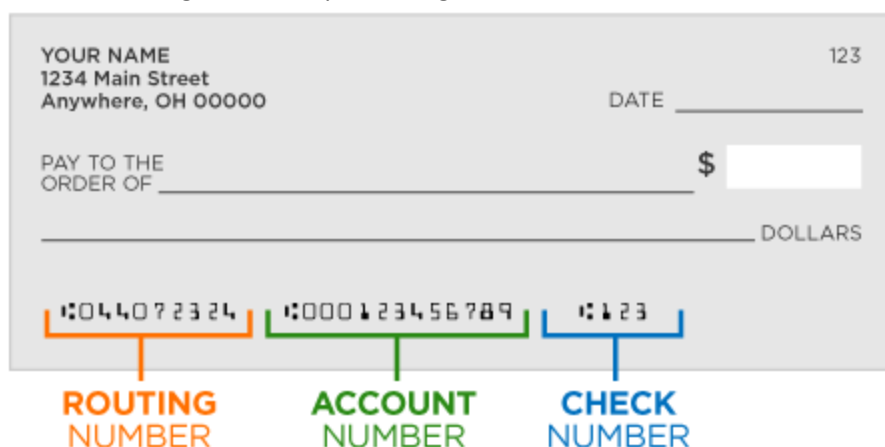 YOUR NAME 123
1234 Main Street
Anywhere, OH 00000
DATE
PAY TO THE
ORDER OF
$
DOLLARS
⑆044072324 ⑆000123456789 ⑆123
ROUTING NUMBER
ACCOUNT NUMBER
CHECK NUMBER